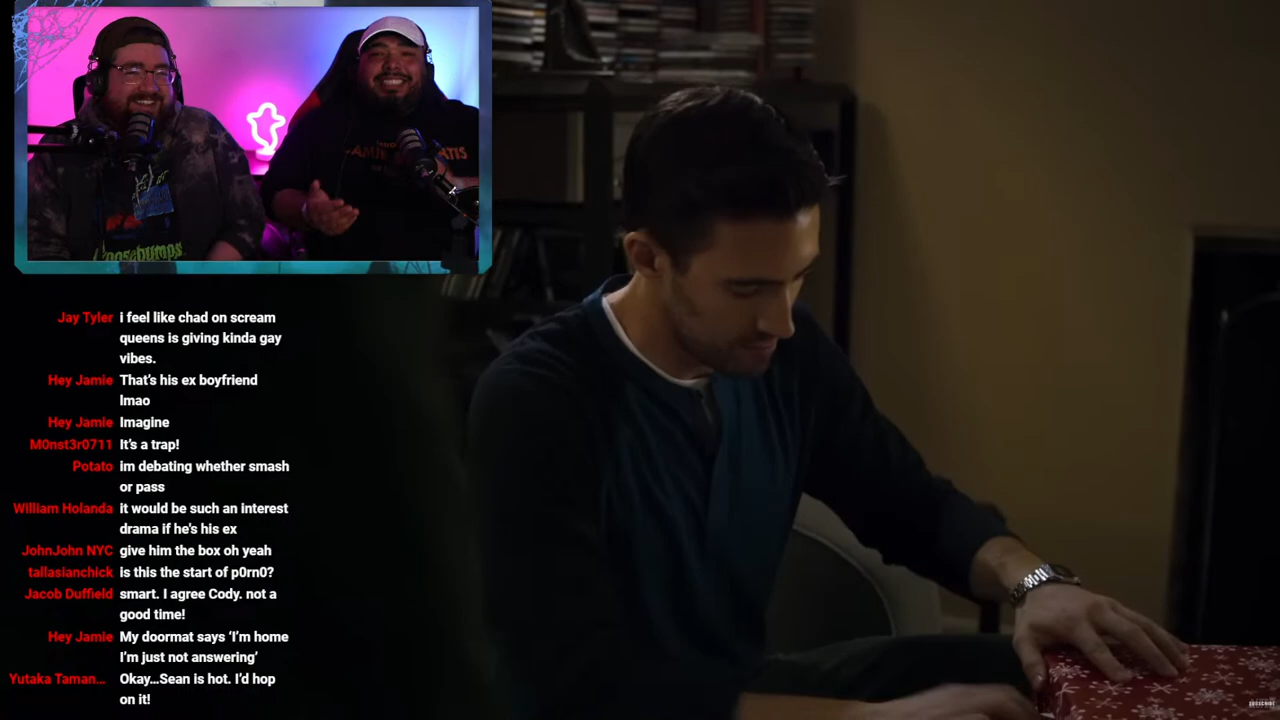 Goosebumps
Jay Tyler i feel like chad on scream
queens is giving kinda gay
vibes.
Hey Jamie That's his ex boyfriend
lmao
Hey Jamie Imagine
M0nst3r0711 It's a trap!
Potato im debating whether smash
or pass
William Holanda it would be such an interest
drama if he's his ex
JohnJohn NYC give him the box oh yeah
tallasianchick is this the start of p0rn0?
Jacob Duffield smart. I agree Cody. not a
good time!
Hey Jamie My doormat says ‘I’m home
I’m just not answering’
Yutaka Taman... Okay...Sean is hot. I'd hop
on it!
SUBSCRIBE